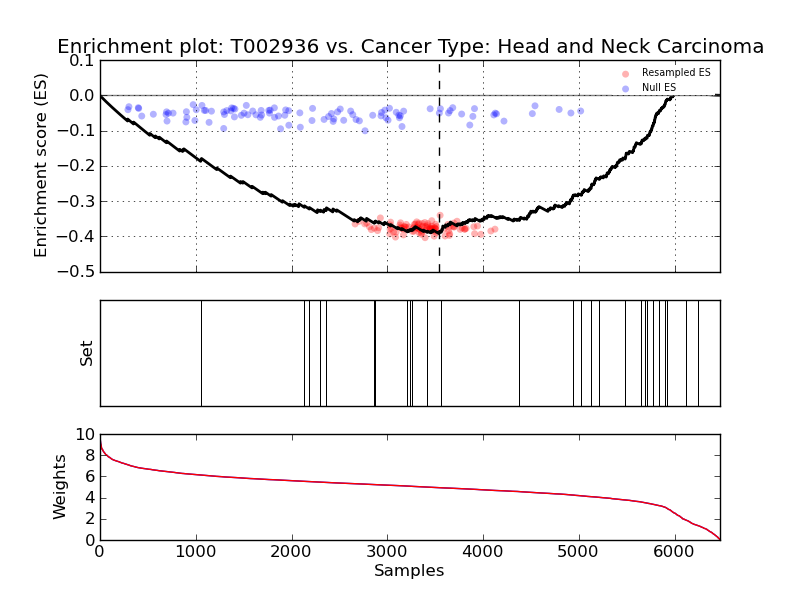 Enrichment plot: T002936 vs. Cancer Type: Head and Neck Carcinoma
Enrichment score (ES)
0.1
0.0
−0.1
−0.2
−0.3
−0.4
−0.5
Resampled ES
Null ES
Set
Weights
10
8
6
4
2
0
0 1000 2000 3000 4000 5000 6000
Samples